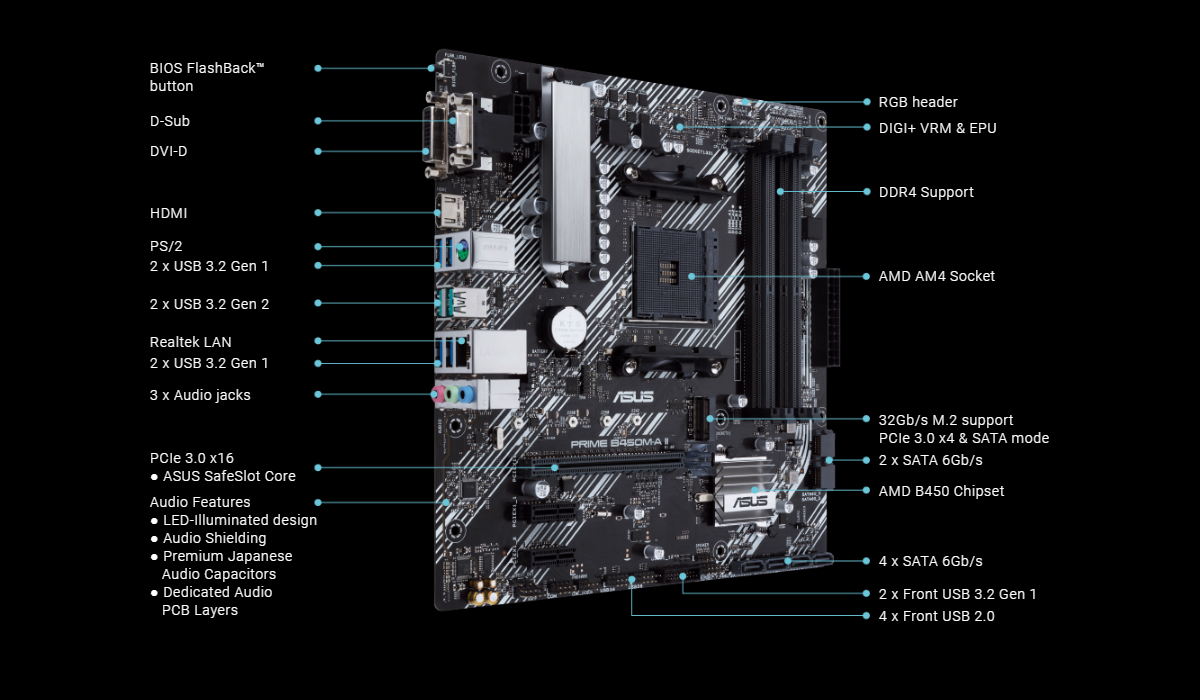 BIOS FlashBack™
button
D-Sub
DVI-D
HDMI
PS/2
2 x USB 3.2 Gen 1
2 x USB 3.2 Gen 2
Realtek LAN
2 x USB 3.2 Gen 1
3 x Audio jacks
PCIe 3.0 x16
● ASUS SafeSlot Core
Audio Features
● LED-Illuminated design
● Audio Shielding
● Premium Japanese
Audio Capacitors
● Dedicated Audio
PCB Layers
ASUS
PRIME B450M-A II
ASUS
RGB header
DIGI+ VRM & EPU
DDR4 Support
AMD AM4 Socket
32Gb/s M.2 support
PCIe 3.0 x4 & SATA mode
2 x SATA 6Gb/s
AMD B450 Chipset
4 x SATA 6Gb/s
2 x Front USB 3.2 Gen 1
4 x Front USB 2.0